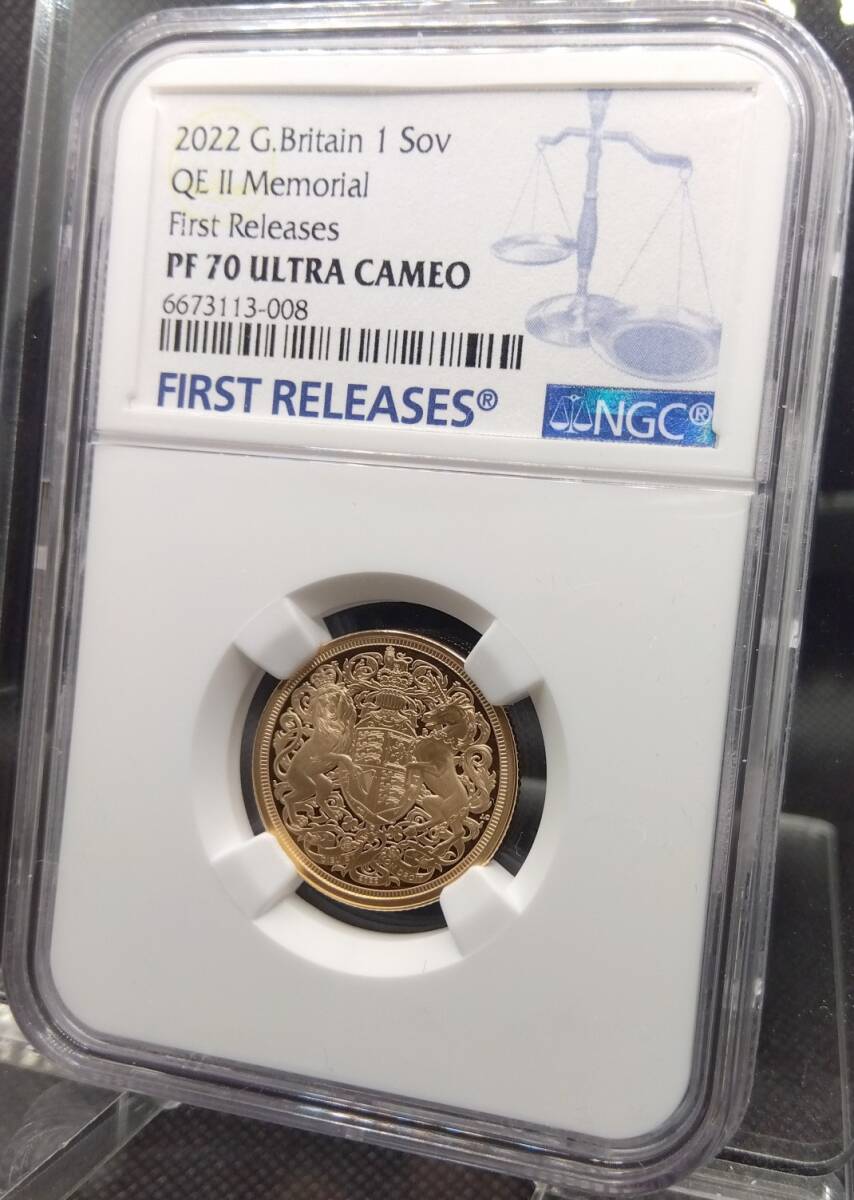 2022 G.Britain 1 Sov
QE II Memorial
First Releases
PF 70 ULTRA CAMEO
6673113-008
FIRST RELEASES®
NGC®